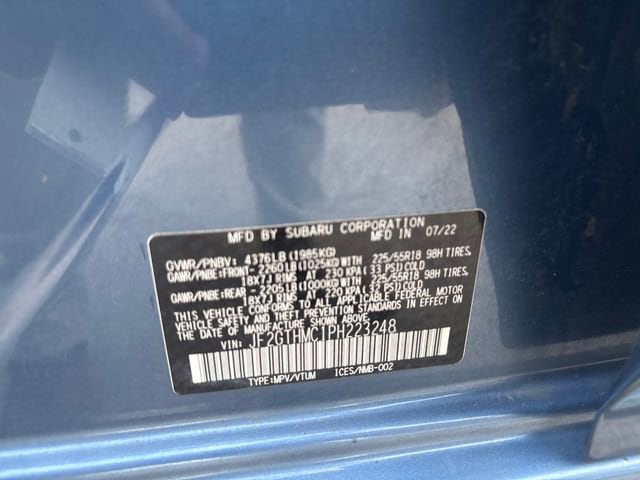 MFD BY SUBARU CORPORATION MFD IN 07/22
GVWR/PNBV: 4376LB(1985KG)
GAWR/PNBE:FRONT- 2260LB(1025KG)WITH 225/55R18 98H TIRES,
18X7J RIMS AT 230 KPA (33 PSI)COLD
GAWR/PNBE:REAR - 2205LB(1000KG)WITH 225/55R18 98H TIRES,
18X7J RIMS AT 220 KPA (32 PSI)COLD
THIS VEHICLE CONFORMS TO ALL APPLICABLE FEDERAL MOTOR
VEHICLE SAFETY AND THEFT PREVENTION STANDARDS IN EFFECT
ON THE DATE OF MANUFACTURE SHOWN ABOVE.
VIN: JF2GTHMC1PH223248
TYPE:MPV/VTUM ICES/NMB-002